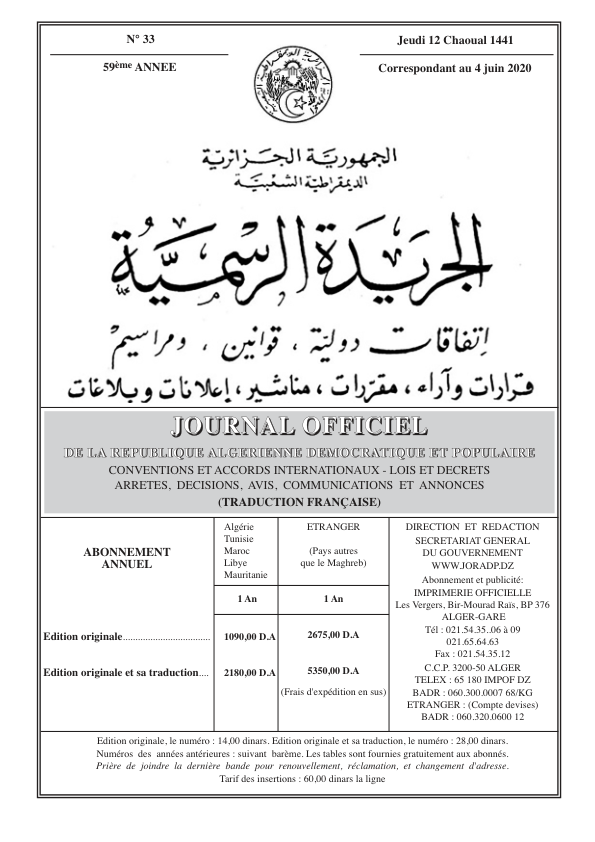 N° 33
59ème ANNEE
Jeudi 12 Chaoual 1441
Correspondant au 4 juin 2020
الجمهورية الجزائرية
الديمقراطية الشعبية
الجريدة الرسمية
إتفاقات دولية ، قوانين ، ومراسيم
قرارات وآراء ، مقررات ، مناشير ، إعلانات وبلاغات
JOURNAL OFFICIEL
DE LA REPUBLIQUE ALGERIENNE DEMOCRATIQUE ET POPULAIRE
CONVENTIONS ET ACCORDS INTERNATIONAUX - LOIS ET DECRETS
ARRETES, DECISIONS, AVIS, COMMUNICATIONS ET ANNONCES
(TRADUCTION FRANÇAISE)
ABONNEMENT
ANNUEL
Algérie
Tunisie
Maroc
Libye
Mauritanie
ETRANGER
(Pays autres
que le Maghreb)
1 An
1 An
Edition originale................................... 1090,00 D.A 2675,00 D.A
Edition originale et sa traduction.... 2180,00 D.A 5350,00 D.A
(Frais d'expédition en sus)
DIRECTION ET REDACTION
SECRETARIAT GENERAL
DU GOUVERNEMENT
WWW.JORADP.DZ
Abonnement et publicité:
IMPRIMERIE OFFICIELLE
Les Vergers, Bir-Mourad Raïs, BP 376
ALGER-GARE
Tél : 021.54.35..06 à 09
021.65.64.63
Fax : 021.54.35.12
C.C.P. 3200-50 ALGER
TELEX : 65 180 IMPOF DZ
BADR : 060.300.0007 68/KG
ETRANGER : (Compte devises)
BADR : 060.320.0600 12
Edition originale, le numéro : 14,00 dinars. Edition originale et sa traduction, le numéro : 28,00 dinars.
Numéros des années antérieures : suivant barème. Les tables sont fournies gratuitement aux abonnés.
Prière de joindre la dernière bande pour renouvellement, réclamation, et changement d'adresse.
Tarif des insertions : 60,00 dinars la ligne